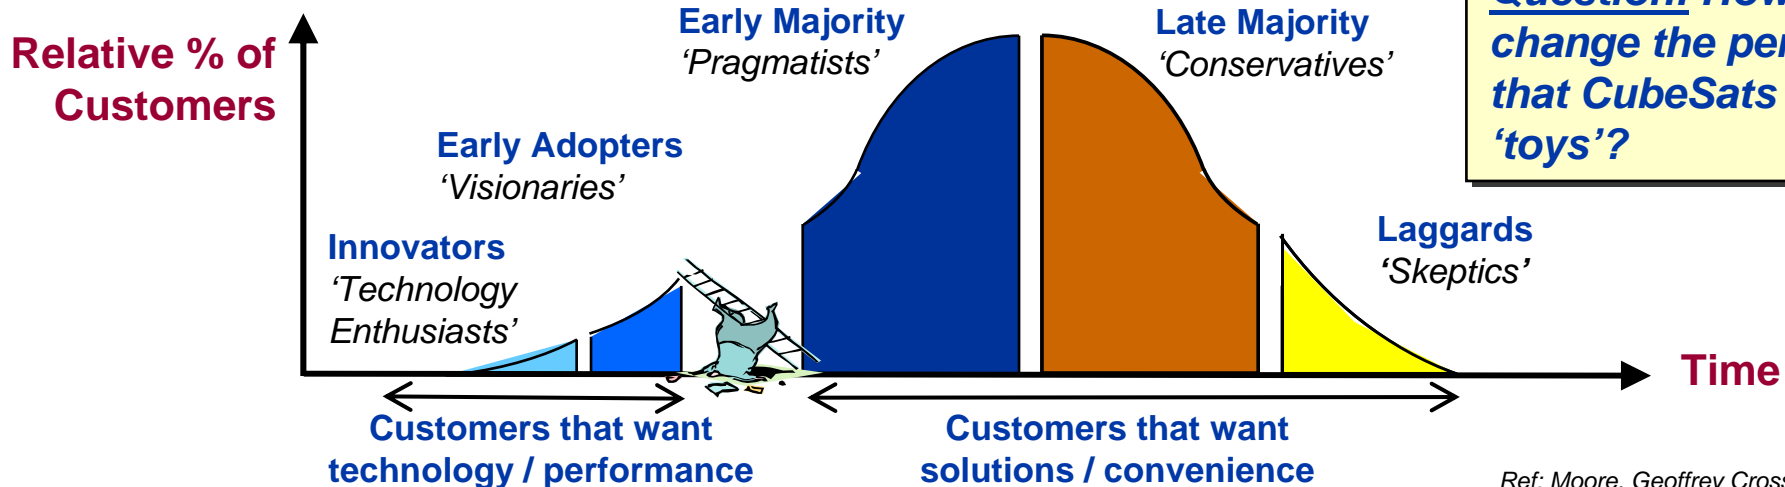 Relative % of
Customers
Innovators
‘Technology
Enthusiasts’
Early Adopters
‘Visionaries’
Early Majority
‘Pragmatists’
Late Majority
‘Conservatives’
Laggards
‘Skeptics’
Time
Customers that want
technology / performance
Customers that want
solutions / convenience
change the
that CubeSats
‘toys’?
Ref: Moore, Geoffrey